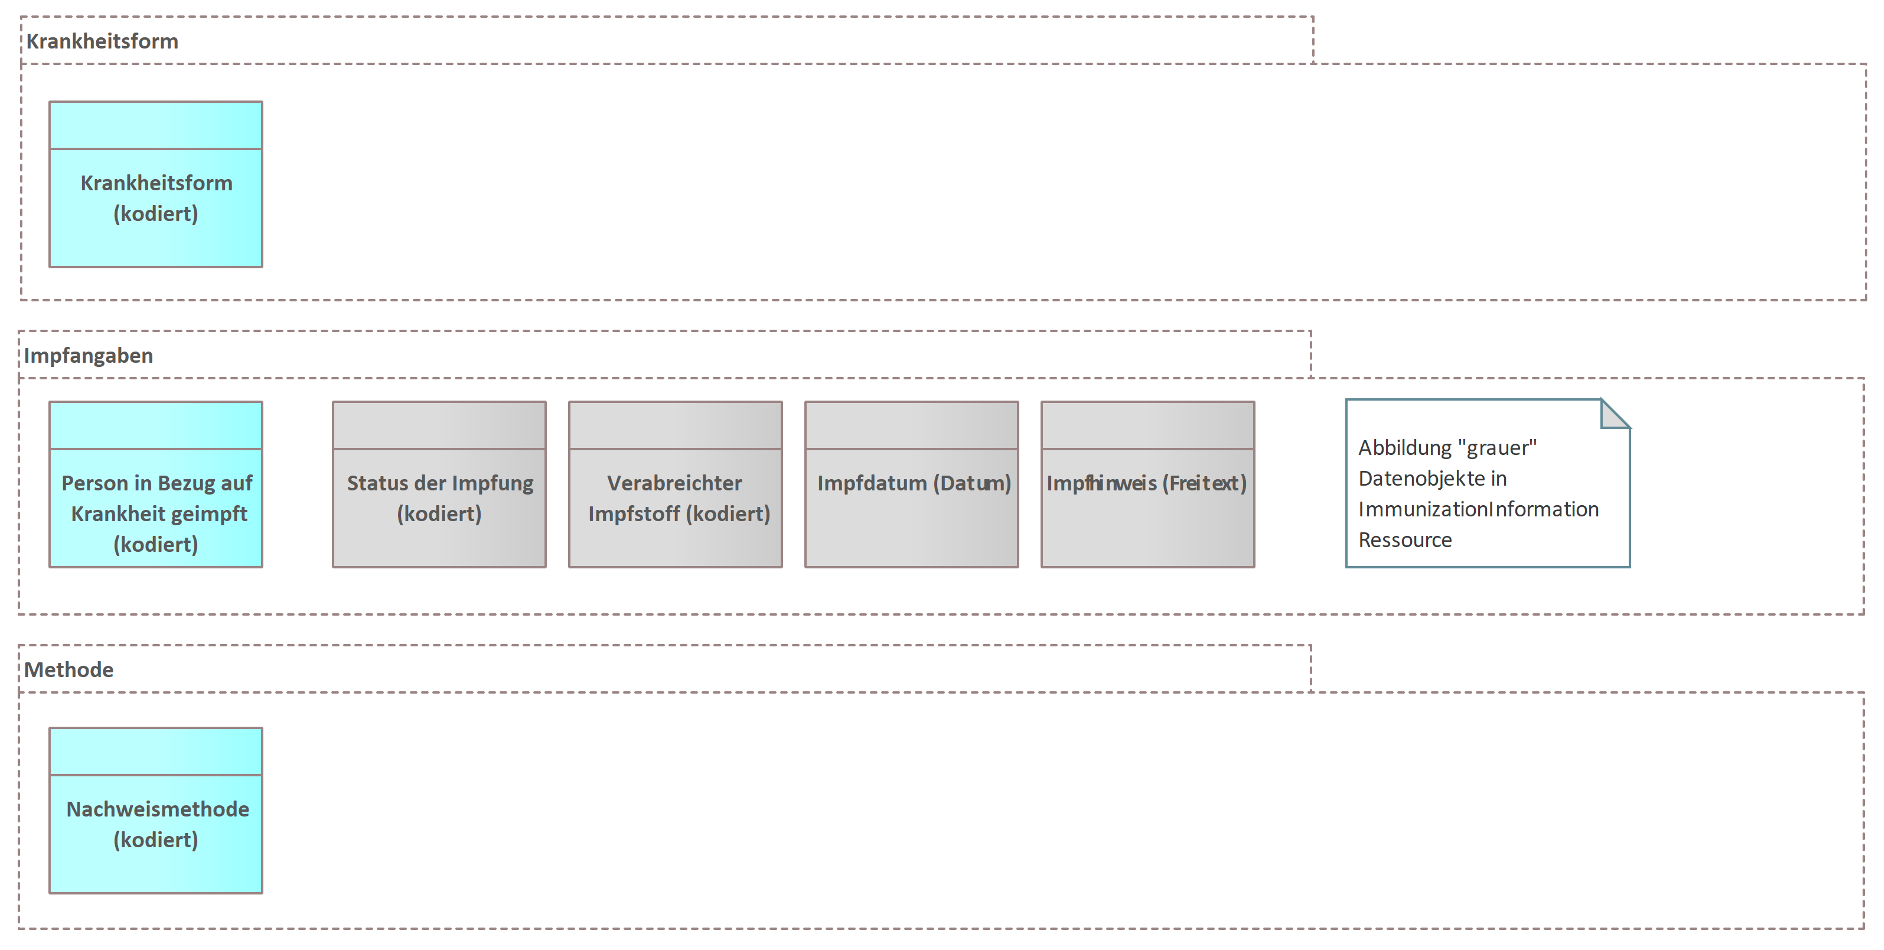 Krankheitsform
Krankheitsform
(kodiert)
Impfangaben
Person in Bezug auf
Krankheit geimpft
(kodiert)
Status der Impfung
(kodiert)
Verabreichter
Impfstoff (kodiert)
Impfdatum (Datum)
Impfhinweis (Freitext)
Abbildung "grauer"
Datenobjekte in
ImmunizationInformation
Ressource
Methode
Nachweismethode
(kodiert)